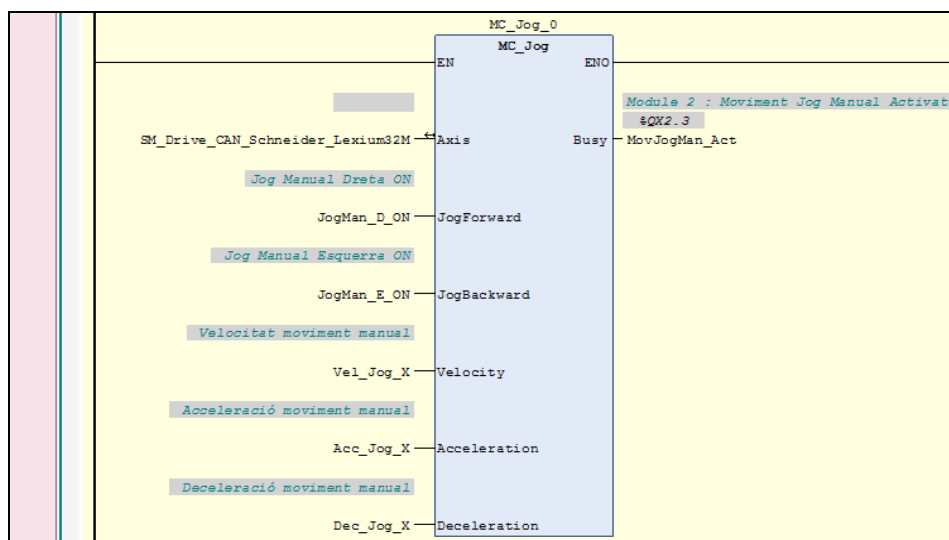 MC_Jog_0
MC_Jog
EN ENO
Module 2 : Moviment Jog Manual Activat
%QX2.3
SM_Drive_CAN_Schneider_Lexium32M Axis Busy MovJogMan_Act
Jog Manual Dreta ON
JogMan_D_ON JogForward
Jog Manual Esquerra ON
JogMan_E_ON JogBackward
Velocitat moviment manual
Vel_Jog_X Velocity
Acceleració moviment manual
Acc_Jog_X Acceleration
Deceleració moviment manual
Dec_Jog_X Deceleration